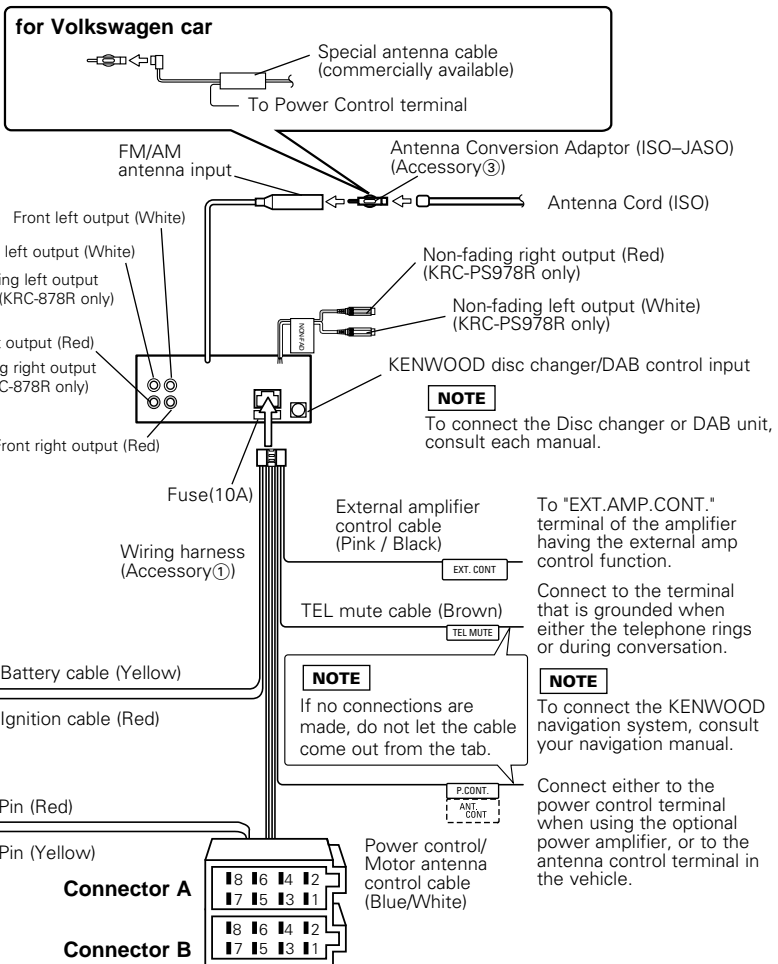 for Volkswagen car
Special antenna cable
(commercially available)
To Power Control terminal
FM/AM
antenna input
Antenna Conversion Adaptor (ISO–JASO)
(Accessory③)
Antenna Cord (ISO)
Front left output (White)
left output (White)
ing left output
(KRC-878R only)
output (Red)
g right output
C-878R only)
Front right output (Red)
Non-fading right output (Red)
(KRC-PS978R only)
Non-fading left output (White)
(KRC-PS978R only)
NON-FAD
KENWOOD disc changer/DAB control input
NOTE
To connect the Disc changer or DAB unit,
consult each manual.
Fuse(10A)
Wiring harness
(Accessory①)
External amplifier
control cable
(Pink / Black)
EXT. CONT
To "EXT.AMP.CONT."
terminal of the amplifier
having the external amp
control function.
TEL mute cable (Brown)
TEL MUTE
Connect to the terminal
that is grounded when
either the telephone rings
or during conversation.
Battery cable (Yellow)
Ignition cable (Red)
NOTE
If no connections are
made, do not let the cable
come out from the tab.
NOTE
To connect the KENWOOD
navigation system, consult
your navigation manual.
P.CONT.
ANT.
CONT
Connect either to the
power control terminal
when using the optional
power amplifier, or to the
antenna control terminal in
the vehicle.
Pin (Red)
Pin (Yellow)
Power control/
Motor antenna
control cable
(Blue/White)
Connector A
8 6 4 2
7 5 3 1
Connector B
8 6 4 2
7 5 3 1